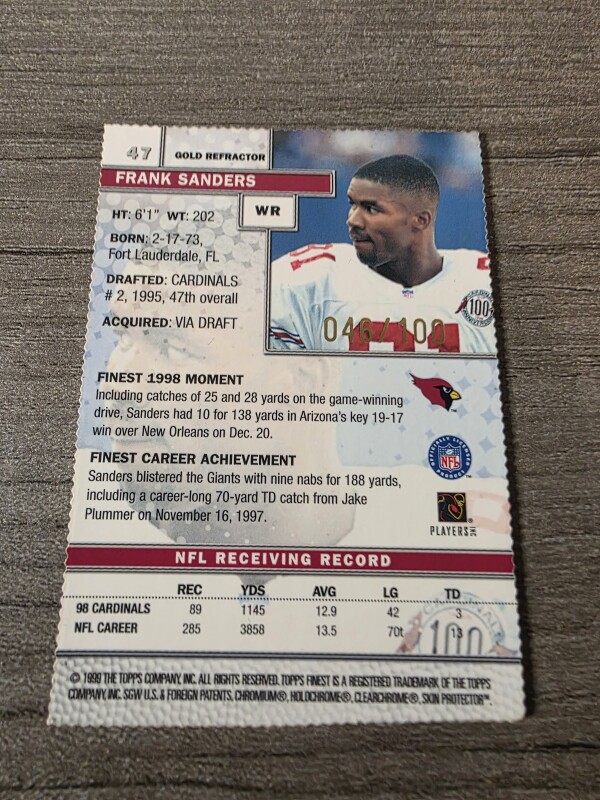 47
GOLD REFRACTOR
FRANK SANDERS
WR
HT: 6'1" WT: 202
BORN: 2-17-73,
Fort Lauderdale, FL
DRAFTED: CARDINALS
# 2, 1995, 47th overall
ACQUIRED: VIA DRAFT
100
046/100
FINEST 1998 MOMENT
Including catches of 25 and 28 yards on the game-winning
drive, Sanders had 10 for 138 yards in Arizona's key 19-17
win over New Orleans on Dec. 20.
FINEST CAREER ACHIEVEMENT
Sanders blistered the Giants with nine nabs for 188 yards,
including a career-long 70-yard TD catch from Jake
Plummer on November 16, 1997.
OFFICIALLY LICENSED PRODUCT
NFL
PLAYERS INC
NFL RECEIVING RECORD
REC YDS AVG LG TD
98 CARDINALS 89 1145 12.9 42 3
NFL CAREER 285 3858 13.5 70t 13
100
© 1999 THE TOPPS COMPANY, INC. ALL RIGHTS RESERVED. TOPPS FINEST IS A REGISTERED TRADEMARK OF THE TOPPS
COMPANY, INC. SGW U.S. & FOREIGN PATENTS, CHROMIUM®, HOLOCHROME®, CLEARCHROME®, SKIN PROTECTOR™.